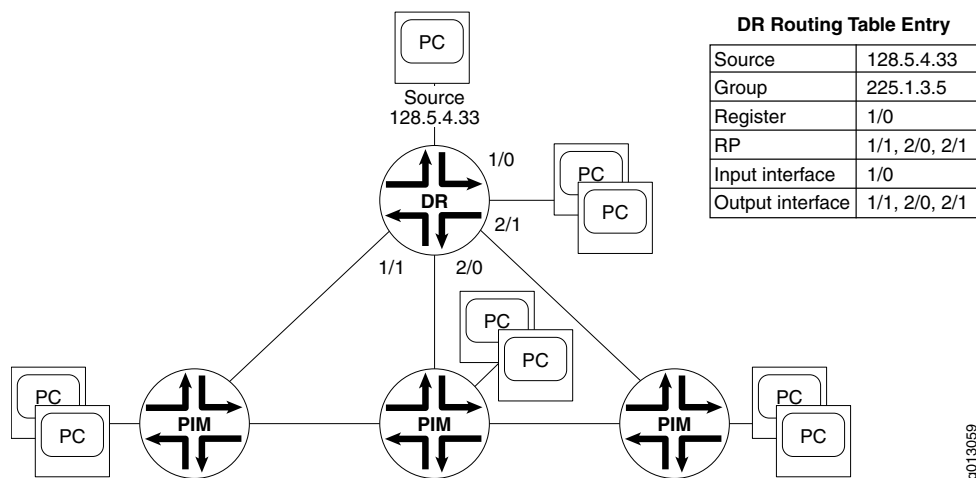 PC
Source
128.5.4.33
1/0
DR
2/1
1/1
2/0
PC
PC
PC
PC
PC
PC
PIM
PIM
PIM
PC
PC
DR Routing Table Entry
Source 128.5.4.33
Group 225.1.3.5
Register 1/0
RP 1/1, 2/0, 2/1
Input interface 1/0
Output interface 1/1, 2/0, 2/1
g013059